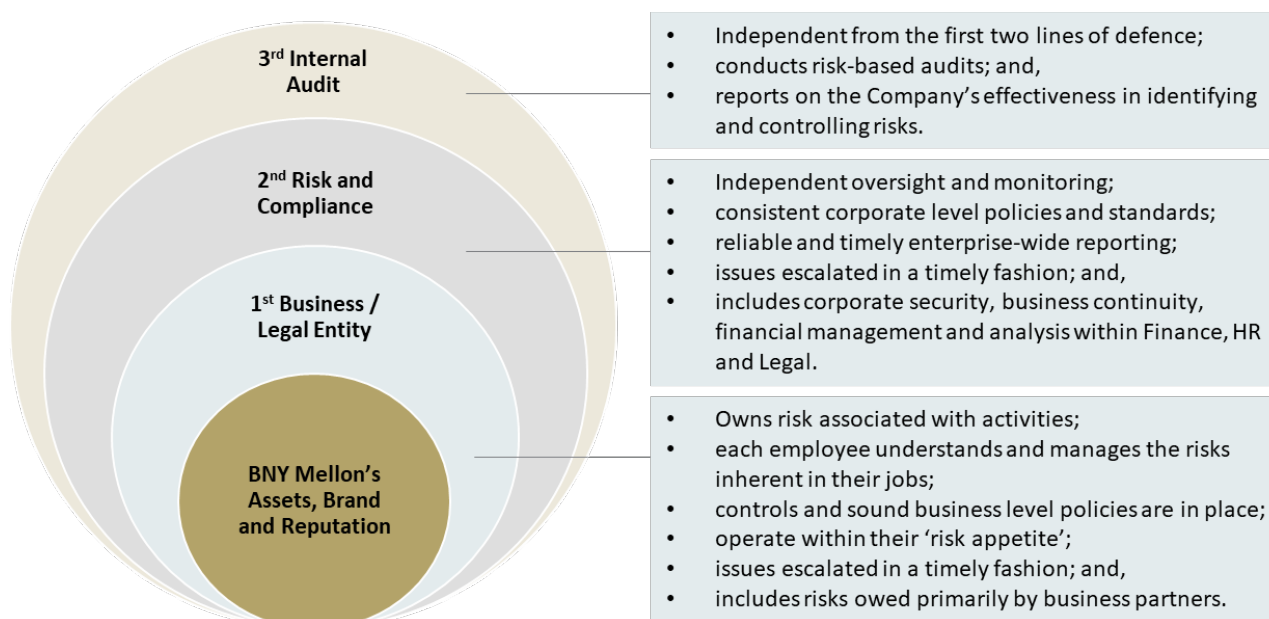 3rd Internal
Audit
2nd Risk and
Compliance
1st Business /
Legal Entity
BNY Mellon’s
Assets, Brand
and Reputation
• Independent from the first two lines of defence;
• conducts risk-based audits; and,
• reports on the Company’s effectiveness in identifying
and controlling risks.
• Independent oversight and monitoring;
• consistent corporate level policies and standards;
• reliable and timely enterprise-wide reporting;
• issues escalated in a timely fashion; and,
• includes corporate security, business continuity,
financial management and analysis within Finance, HR
and Legal.
• Owns risk associated with activities;
• each employee understands and manages the risks
inherent in their jobs;
• controls and sound business level policies are in place;
• operate within their ‘risk appetite’;
• issues escalated in a timely fashion; and,
• includes risks owed primarily by business partners.